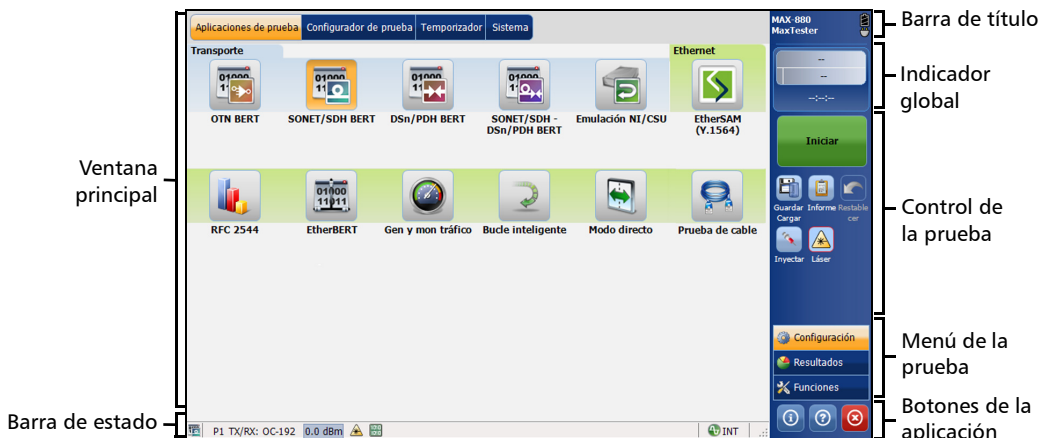 Aplicaciones de prueba Configurador de prueba Temporizador Sistema
MAX-880
MaxTester
Barra de título
Transporte
Ethernet
OTN BERT
SONET/SDH BERT
DSn/PDH BERT
SONET/SDH -
DSn/PDH BERT
Emulación NI/CSU
EtherSAM
(Y.1564)
--
--
--:--:--
Indicador
global
Ventana
principal
RFC 2544
EtherBERT
Gen y mon tráfico
Bucle inteligente
Modo directo
Prueba de cable
Iniciar
Guardar
Cargar
Informe
Restable
cer
Inyectar
Láser
Control de
la prueba
Configuración
Resultados
Funciones
Menú de la
prueba
Barra de estado
P1 TX/RX: OC-192 0.0 dBm
INT
Botones de la
aplicación